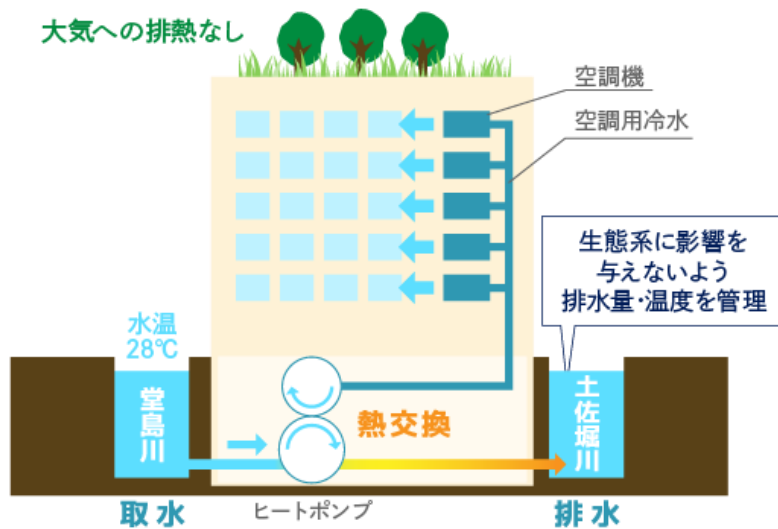 大気への排熱なし
空調機
空調用冷水
生態系に影響を
与えないよう
排水量・温度を管理
水温
28℃
堂島川
土佐堀川
熱交換
取水
ヒートポンプ
排水